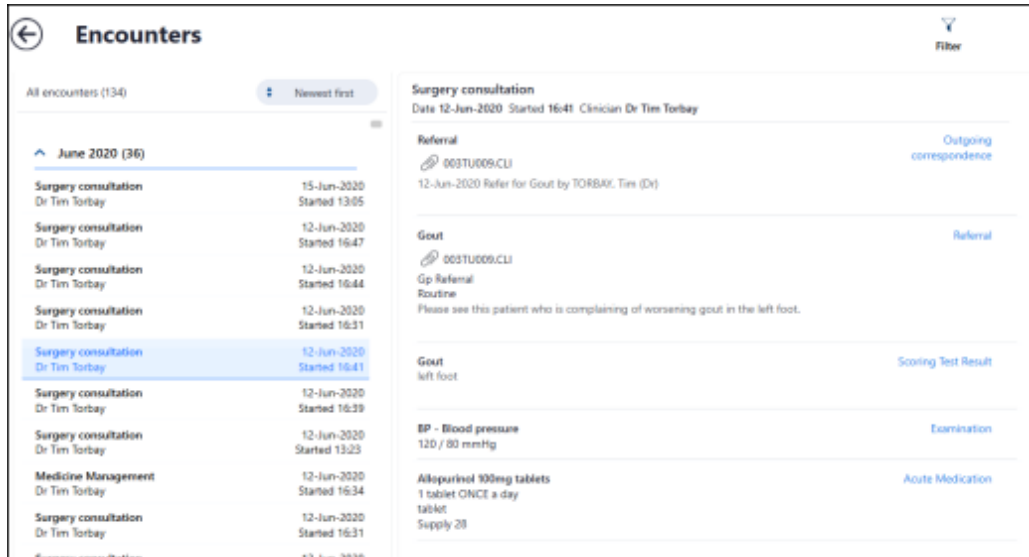 Encounters
Filter
All encounters (134)
Newest first
June 2020 (36)
Surgery consultation 15-Jun-2020
Dr Tim Torbay Started 13:05
Surgery consultation 12-Jun-2020
Dr Tim Torbay Started 16:47
Surgery consultation 12-Jun-2020
Dr Tim Torbay Started 16:44
Surgery consultation 12-Jun-2020
Dr Tim Torbay Started 16:31
Surgery consultation 12-Jun-2020
Dr Tim Torbay Started 16:41
Surgery consultation 12-Jun-2020
Dr Tim Torbay Started 16:39
Surgery consultation 12-Jun-2020
Dr Tim Torbay Started 13:23
Medicine Management 12-Jun-2020
Dr Tim Torbay Started 16:34
Surgery consultation 12-Jun-2020
Dr Tim Torbay Started 16:31
Surgery consultation
Date 12-Jun-2020 Started 16:41 Clinician Dr Tim Torbay
Referral
Outgoing
correspondence
003TU009.CLI
12-Jun-2020 Refer for Gout by TORBAY, Tim (Dr)
Gout Referral
003TU009.CLI
Gp Referral
Routine
Please see this patient who is complaining of worsening gout in the left foot.
Gout Scoring Test Result
left foot
BP - Blood pressure Examination
120 / 80 mmHg
Allopurinol 100mg tablets Acute Medication
1 tablet ONCE a day
tablet
Supply 28